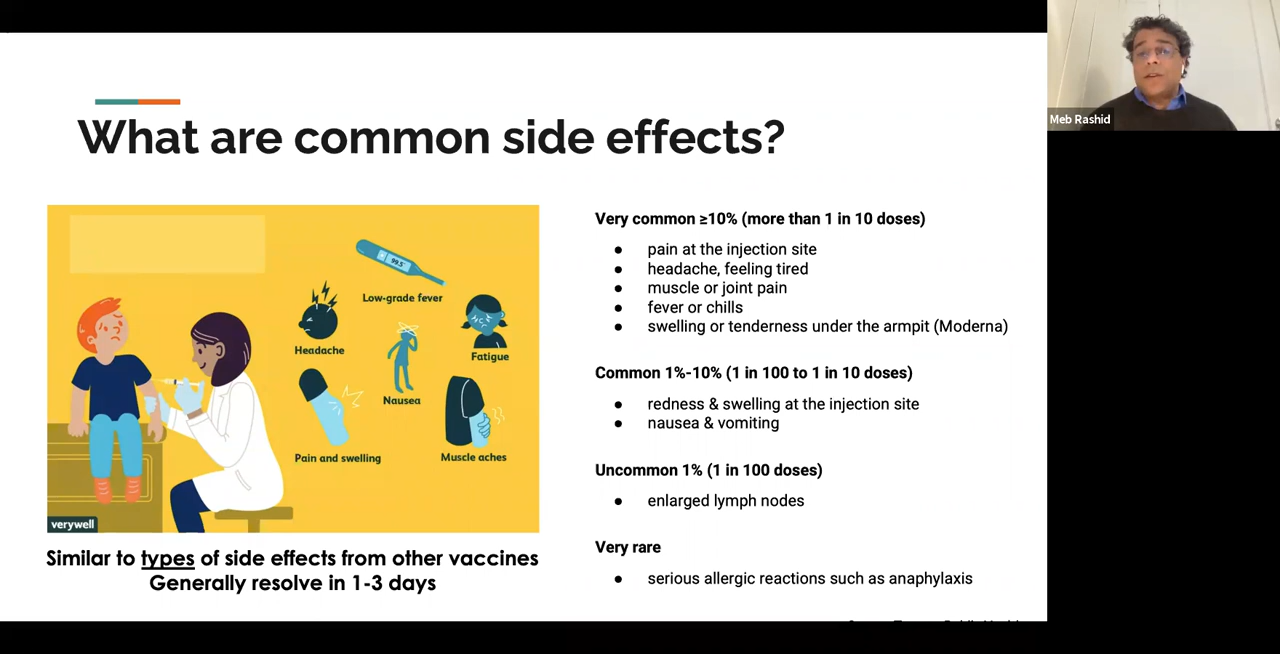 Meb Rashid
What are common side effects?
99.5°
Low-grade fever
Headache
Fatigue
Nausea
Pain and swelling
Muscle aches
verywell
Similar to types of side effects from other vaccines
Generally resolve in 1-3 days
Very common ≥10% (more than 1 in 10 doses)
● pain at the injection site
● headache, feeling tired
● muscle or joint pain
● fever or chills
● swelling or tenderness under the armpit (Moderna)
Common 1%-10% (1 in 100 to 1 in 10 doses)
● redness & swelling at the injection site
● nausea & vomiting
Uncommon 1% (1 in 100 doses)
● enlarged lymph nodes
Very rare
● serious allergic reactions such as anaphylaxis